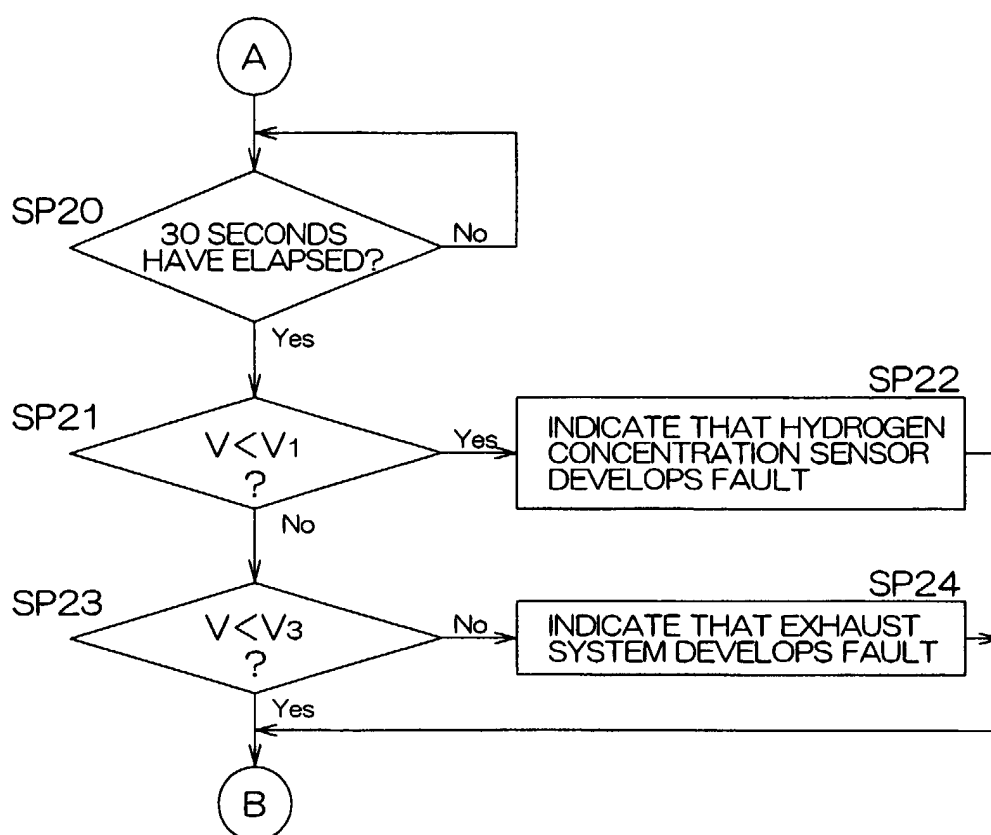 A
SP20
30 SECONDS
HAVE ELAPSED?
No
Yes
SP21
V<V1
?
Yes
SP22
INDICATE THAT HYDROGEN
CONCENTRATION SENSOR
DEVELOPS FAULT
No
SP23
V<V3
?
No
SP24
INDICATE THAT EXHAUST
SYSTEM DEVELOPS FAULT
Yes
B